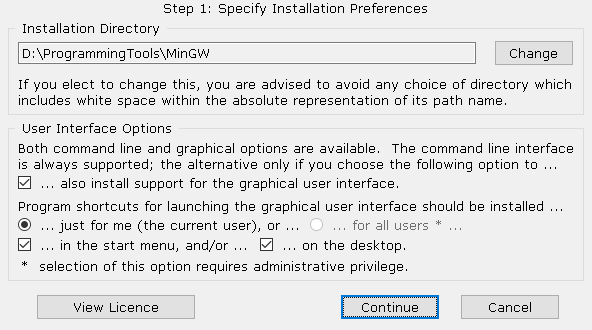 Step 1: Specify Installation Preferences
Installation Directory
D:\ProgrammingTools\MinGW
Change
If you elect to change this, you are advised to avoid any choice of directory which
includes white space within the absolute representation of its path name.
User Interface Options
Both command line and graphical options are available.  The command line interface
is always supported; the alternative only if you choose the following option to ...
... also install support for the graphical user interface.
Program shortcuts for launching the graphical user interface should be installed ...
... just for me (the current user), or ... ... for all users * ...
... in the start menu, and/or ... ... on the desktop.
* selection of this option requires administrative privilege.
View Licence Continue Cancel